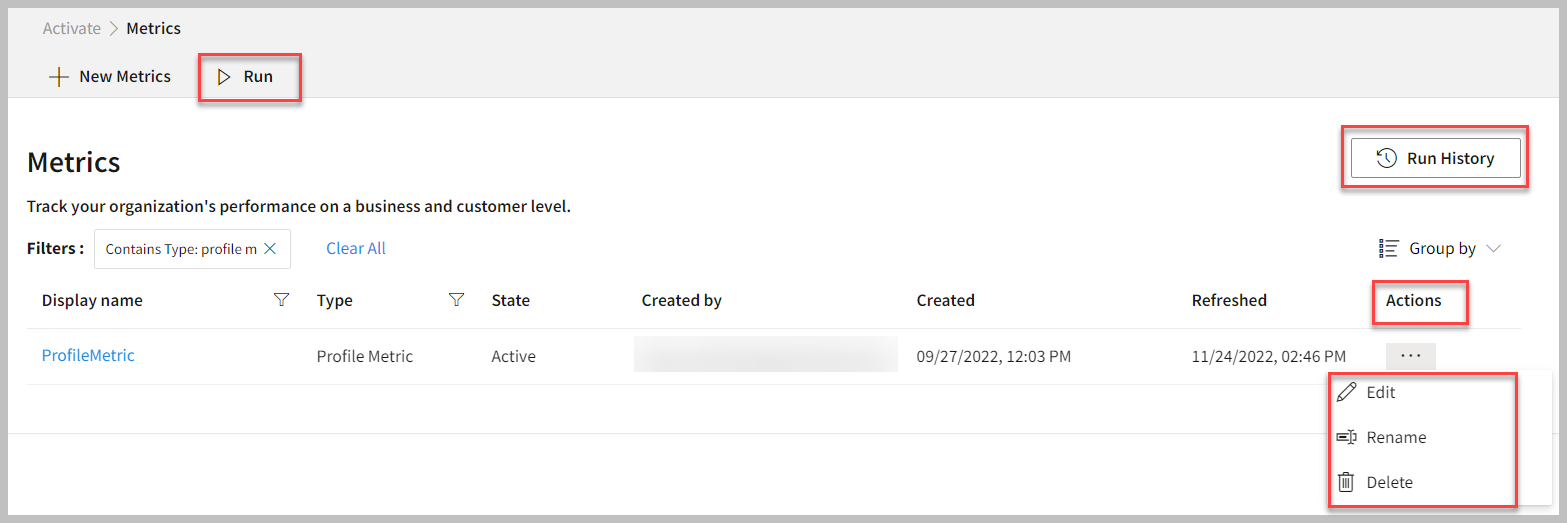 Activate > Metrics
New Metrics Run
Metrics
Run History
Track your organization's performance on a business and customer level.
Filters : Contains Type: profile m Clear All Group by
Display name Type State Created by Created Refreshed Actions
ProfileMetric Profile Metric Active 09/27/2022, 12:03 PM 11/24/2022, 02:46 PM ...
Edit
Rename
Delete